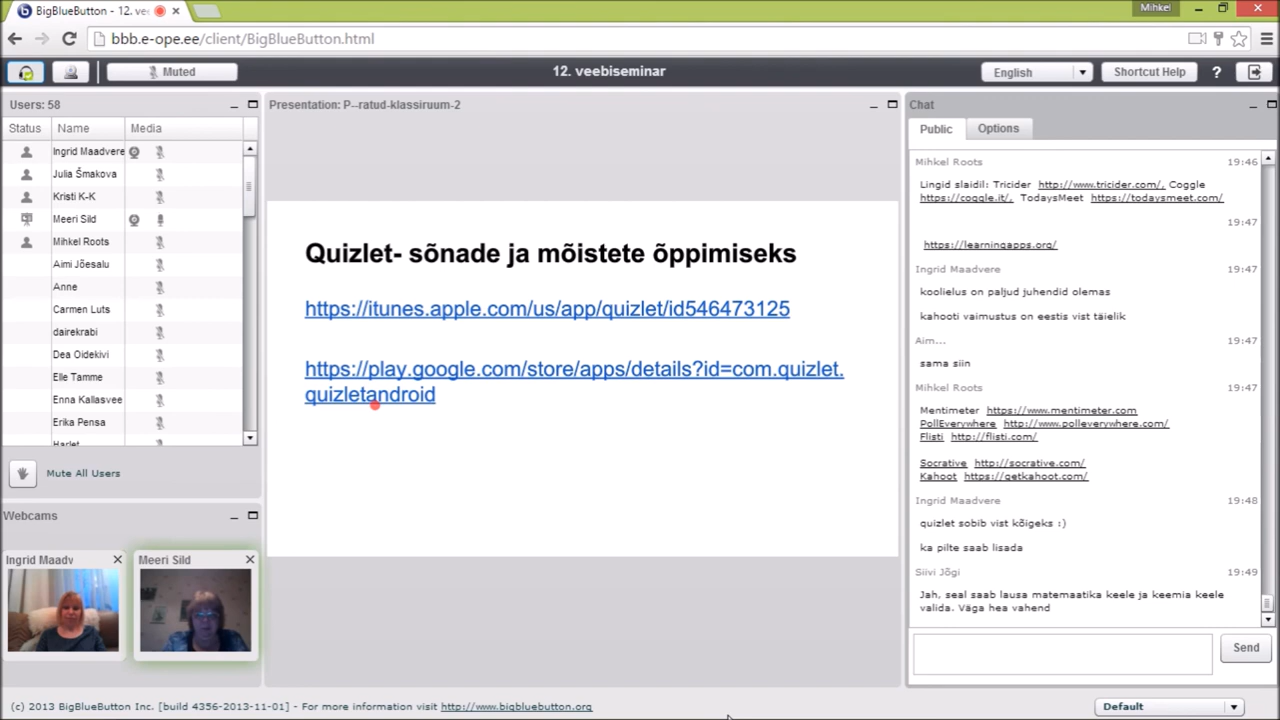 BigBlueButton - 12. vee
Mihkel
bbb.e-ope.ee/client/BigBlueButton.html
Muted
12. veebiseminar
English
Shortcut Help
?
Users: 58
Status Name Media
Ingrid Maadvere
Julia Šmakova
Kristi K-K
Meeri Sild
Mihkel Roots
Aimi Jõesalu
Anne
Carmen Luts
dairekrabi
Dea Oidekivi
Elle Tamme
Enna Kallasvee
Erika Pensa
Mute All Users
Webcams
Ingrid Maadv
Meeri Sild
Presentation: P--ratud-klassiruum-2
Quizlet- sõnade ja mõistete õppimiseks
https://itunes.apple.com/us/app/quizlet/id546473125
https://play.google.com/store/apps/details?id=com.quizlet.
quizletandroid
Chat
Public Options
Mihkel Roots 19:46
Lingid slaidil: Tricider http://www.tricider.com/, Coggle
https://coggle.it/, TodaysMeet https://todaysmeet.com/
19:47
https://learningapps.org/
Ingrid Maadvere 19:47
koolielus on paljud juhendid olemas
kahooti vaimustus on eestis vist täielik
Aim... 19:47
sama siin
Mihkel Roots 19:47
Mentimeter https://www.mentimeter.com
PollEverywhere http://www.polleverywhere.com/
Flisti http://flisti.com/
Socrative http://socrative.com/
Kahoot https://getkahoot.com/
Ingrid Maadvere 19:48
quizlet sobib vist kõigeks :)
ka pilte saab lisada
Siivi Jõgi 19:49
Jah, seal saab lausa matemaatika keele ja keemia keele
valida. Väga hea vahend
Send
(c) 2013 BigBlueButton Inc. [build 4356-2013-11-01] - For more information visit http://www.bigbluebutton.org
Default